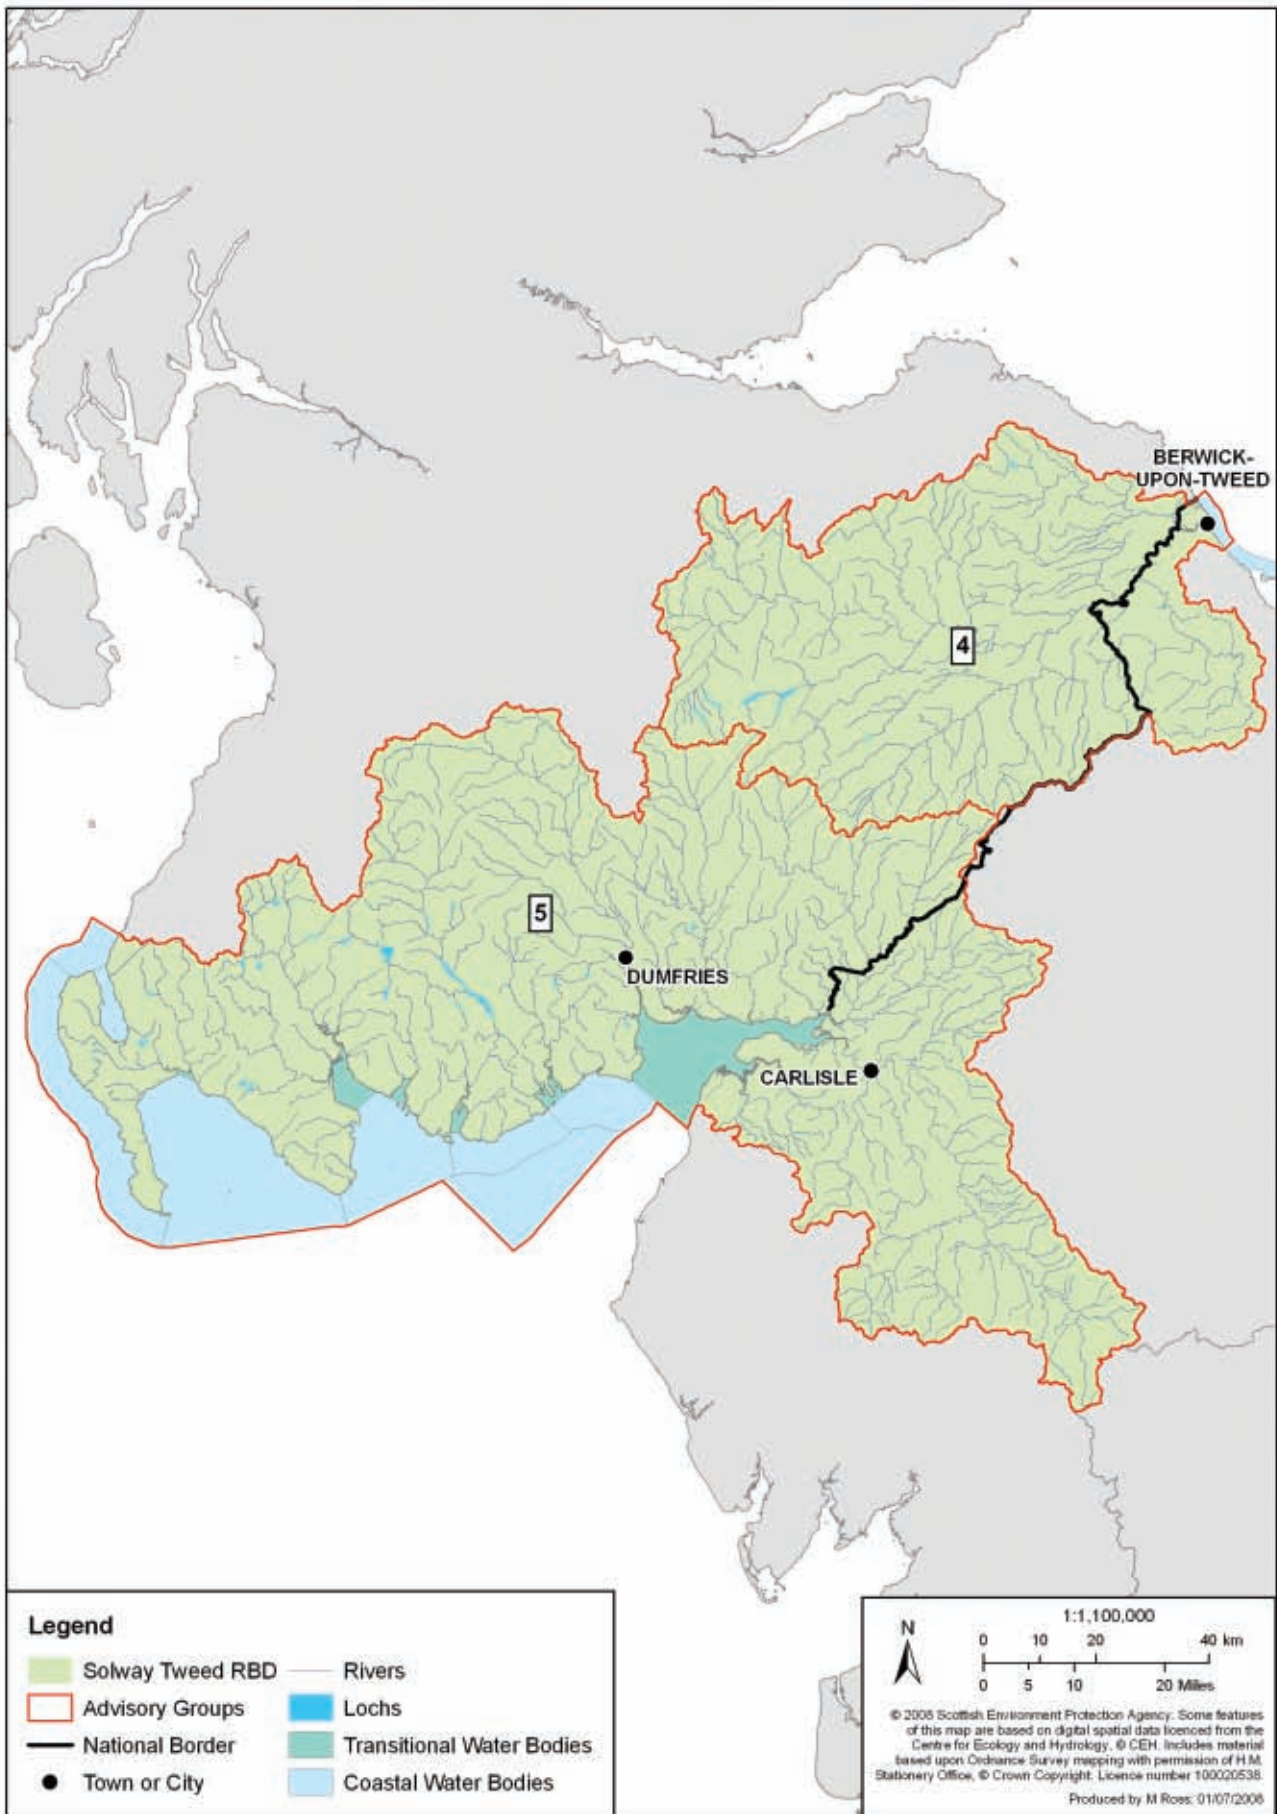 BERWICK-
UPON-TWEED
4
5
DUMFRIES
CARLISLE
Legend
Solway Tweed RBD
Advisory Groups
National Border
Town or City
Rivers
Lochs
Transitional Water Bodies
Coastal Water Bodies
N
1:1,100,000
0 10 20 40 km
0 5 10 20 Miles
© 2008 Scottish Environment Protection Agency. Some features
of this map are based on digital spatial data licenced from the
Centre for Ecology and Hydrology, © CEH. Includes material
based upon Ordnance Survey mapping with permission of H.M.
Stationery Office, © Crown Copyright. Licence number 100020538.
Produced by M Ross: 01/07/2008